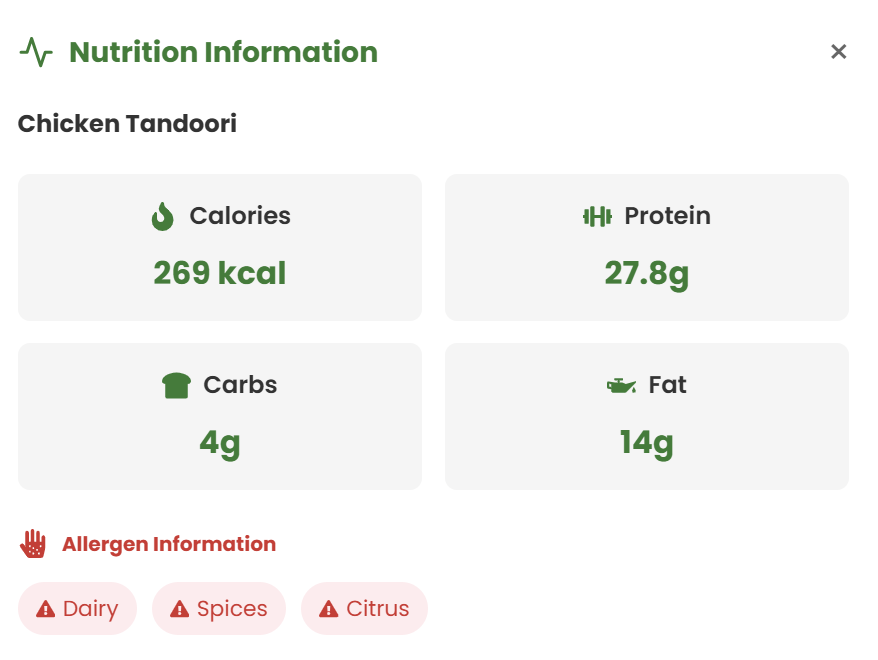 Nutrition Information
Chicken Tandoori
Calories
269 kcal
Protein
27.8g
Carbs
4g
Fat
14g
Allergen Information
Dairy
Spices
Citrus